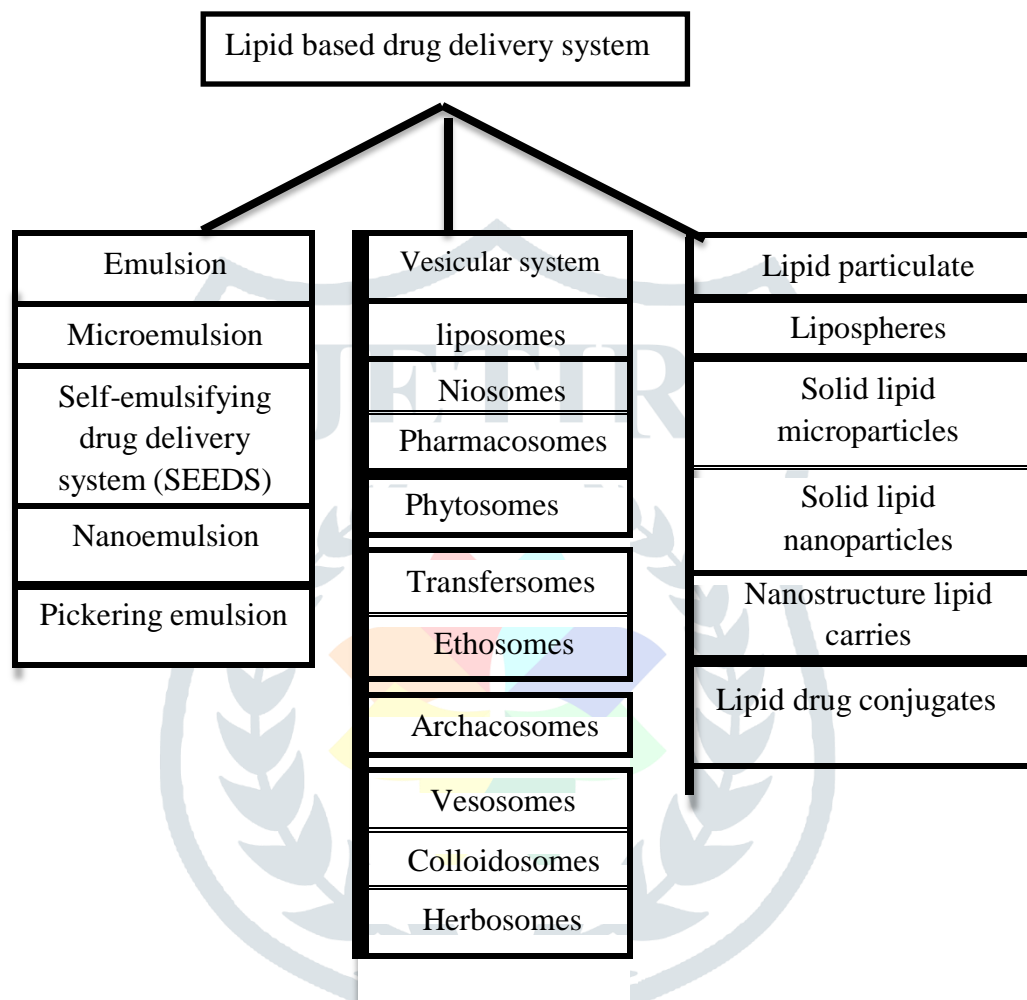 Lipid based drug delivery system
Emulsion
Microemulsion
Self-emulsifying
drug delivery
system (SEEDS)
Nanoemulsion
Pickering emulsion
Vesicular system
liposomes
Niosomes
Pharmacosomes
Phytosomes
Transfersomes
Ethosomes
Archacosomes
Vesosomes
Colloidosomes
Herbosomes
Lipid particulate
Lipospheres
Solid lipid
microparticles
Solid lipid
nanoparticles
Nanostructure lipid
carries
Lipid drug conjugates
JETIR